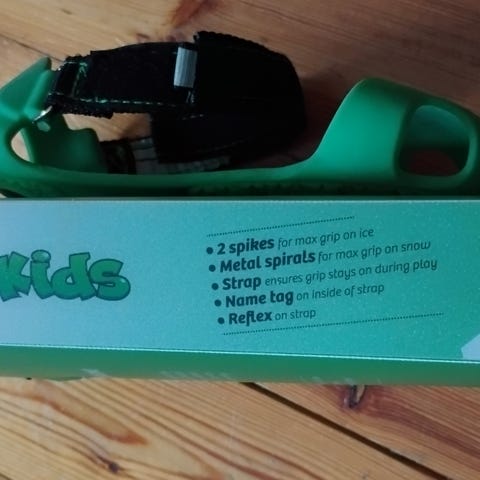 Kids
• 2 spikes for max grip on ice
• Metal spirals for max grip on snow
• Strap ensures grip stays on during play
• Name tag on inside of strap
• Reflex on strap